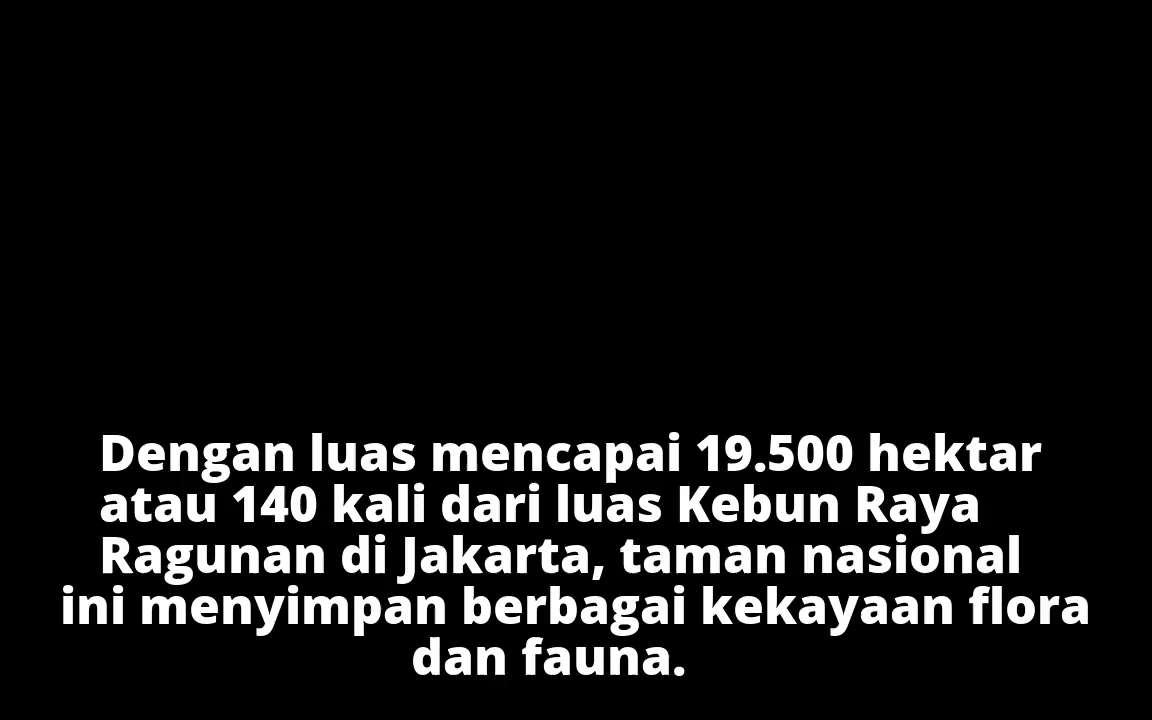 Dengan luas mencapai 19.500 hektar
atau 140 kali dari luas Kebun Raya
Ragunan di Jakarta, taman nasional
ini menyimpan berbagai kekayaan flora
dan fauna.